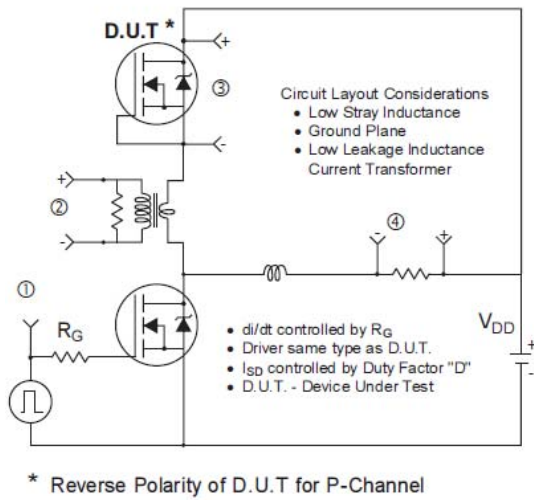 D.U.T *
+
③
-
Circuit Layout Considerations
• Low Stray Inductance
• Ground Plane
• Low Leakage Inductance
Current Transformer
+
②
-
④
-
+
①
RG
• di/dt controlled by RG
• Driver same type as D.U.T.
• ISD controlled by Duty Factor "D"
• D.U.T. - Device Under Test
VDD
+
-
* Reverse Polarity of D.U.T for P-Channel